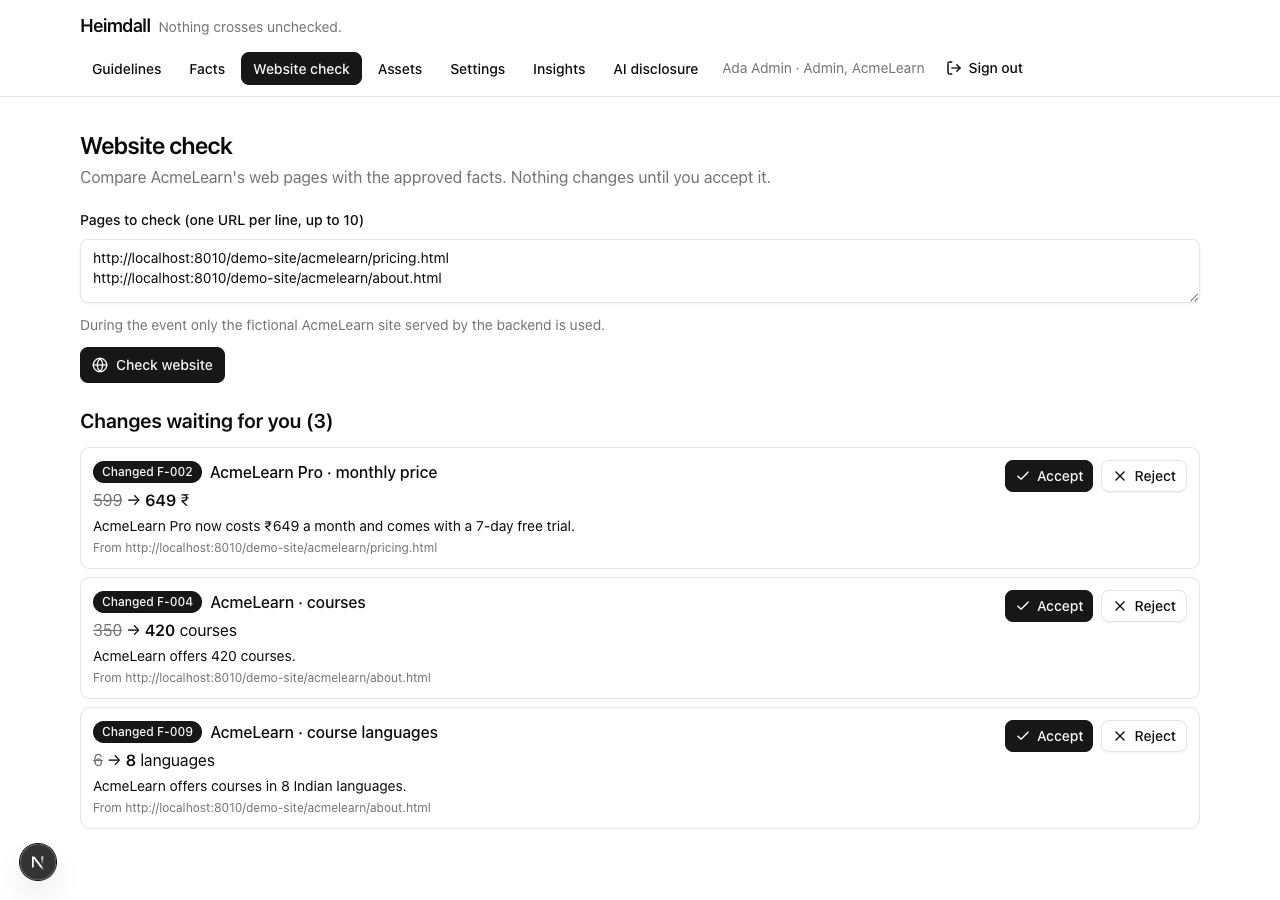 Heimdall Nothing crosses unchecked.
Guidelines Facts Website check Assets Settings Insights AI disclosure Ada Admin · Admin, AcmeLearn Sign out
Website check
Compare AcmeLearn's web pages with the approved facts. Nothing changes until you accept it.
Pages to check (one URL per line, up to 10)
http://localhost:8010/demo-site/acmelearn/pricing.html
http://localhost:8010/demo-site/acmelearn/about.html
During the event only the fictional AcmeLearn site served by the backend is used.
Check website
Changes waiting for you (3)
Changed F-002 AcmeLearn Pro · monthly price Accept Reject
599 → 649 ₹
AcmeLearn Pro now costs ₹649 a month and comes with a 7-day free trial.
From http://localhost:8010/demo-site/acmelearn/pricing.html
Changed F-004 AcmeLearn · courses Accept Reject
350 → 420 courses
AcmeLearn offers 420 courses.
From http://localhost:8010/demo-site/acmelearn/about.html
Changed F-009 AcmeLearn · course languages Accept Reject
6 → 8 languages
AcmeLearn offers courses in 8 Indian languages.
From http://localhost:8010/demo-site/acmelearn/about.html
N